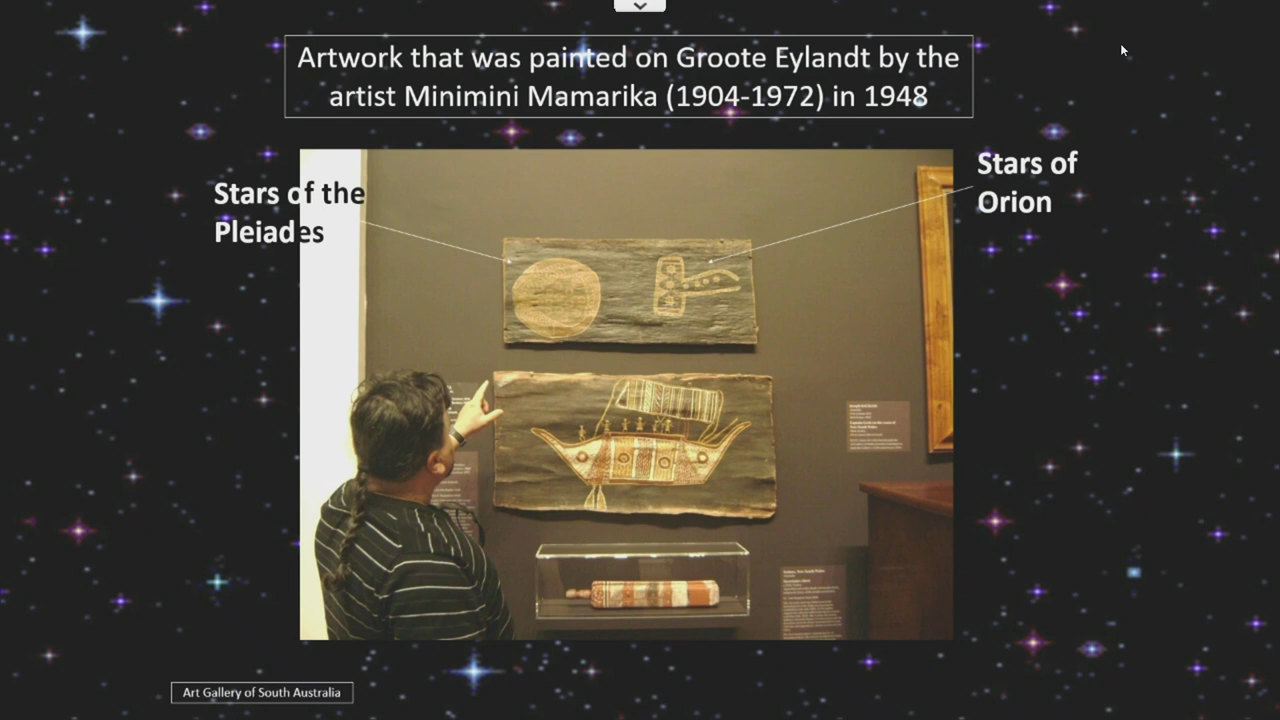 Artwork that was painted on Groote Eylandt by the
artist Minimini Mamarika (1904-1972) in 1948
Stars of the
Pleiades
Stars of
Orion
Art Gallery of South Australia